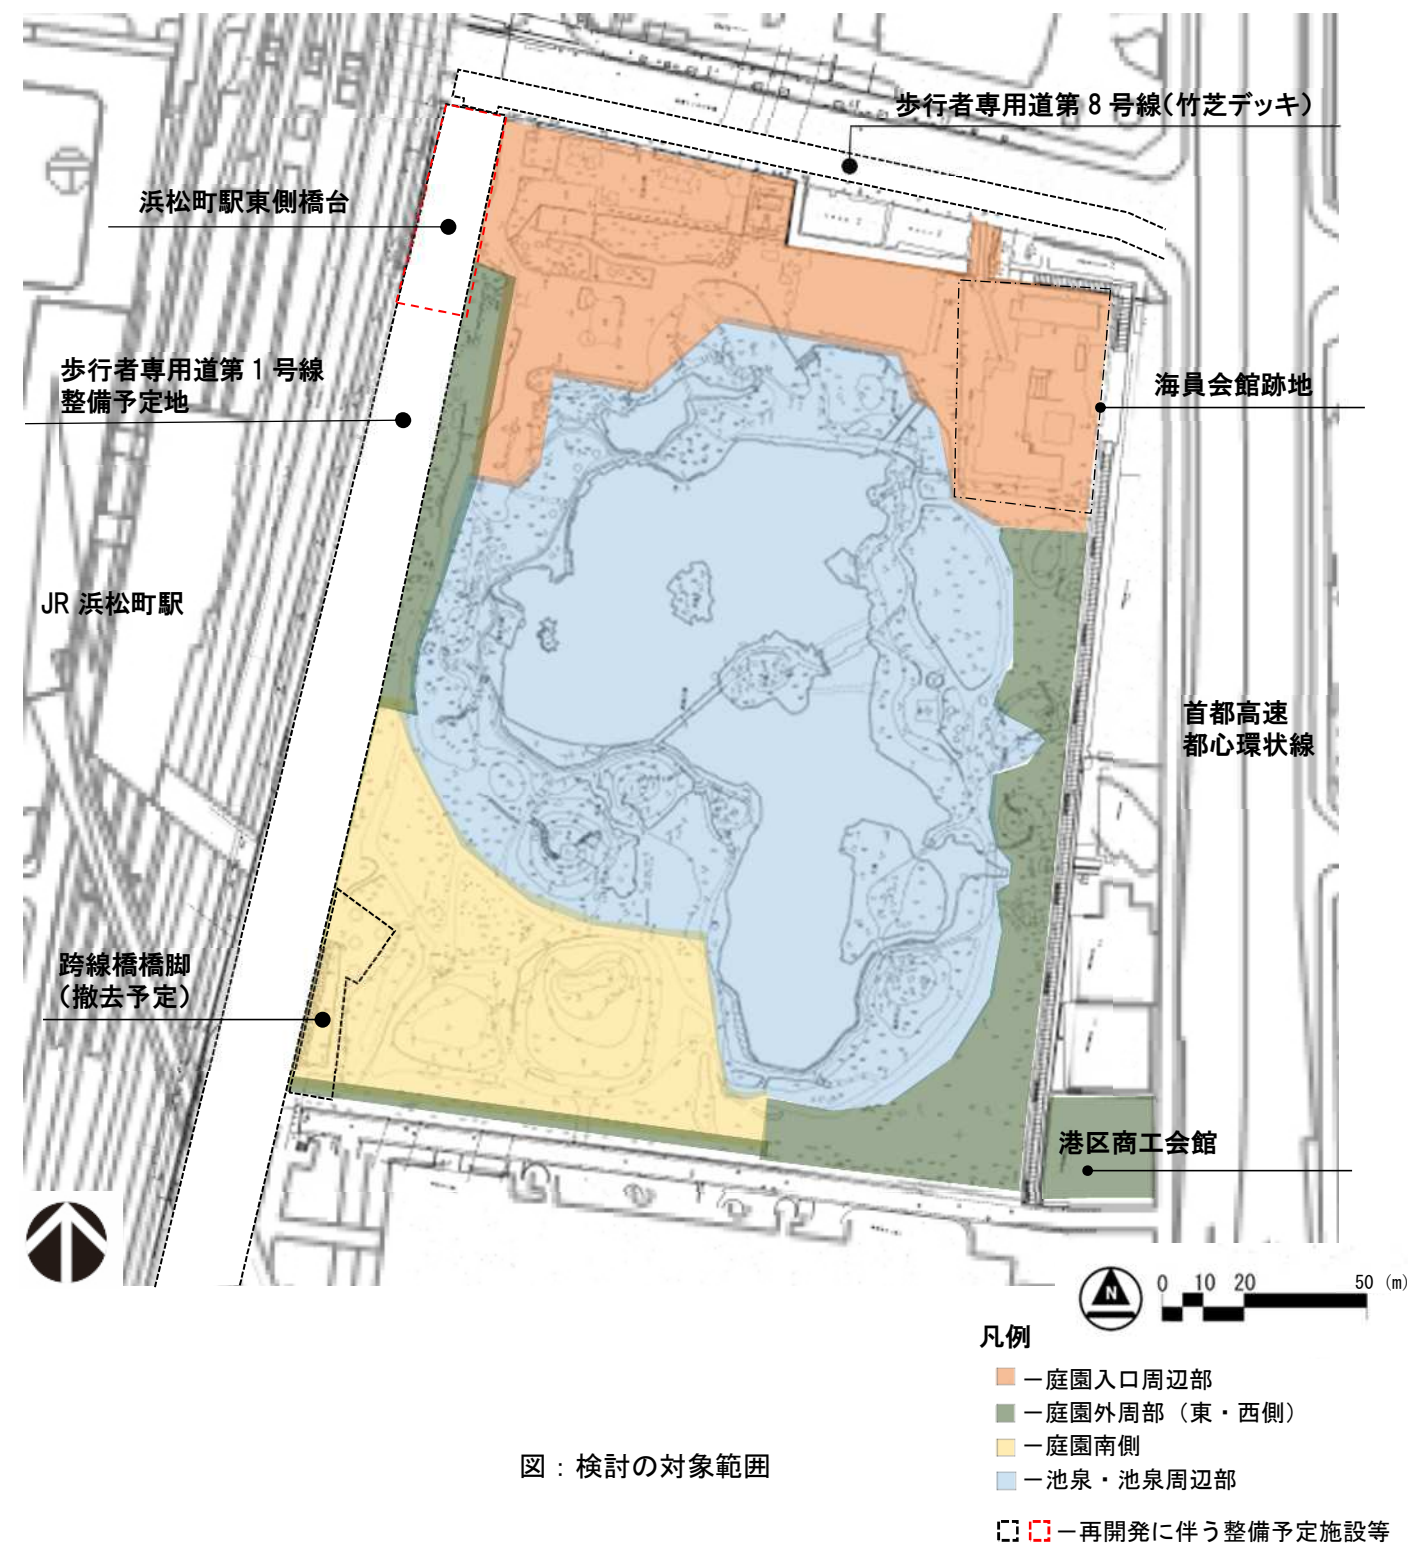 歩行者専用道第8号線(竹芝デッキ)
浜松町駅東側橋台
歩行者専用道第1号線
整備予定地
海員会館跡地
JR 浜松町駅
首都高速
都心環状線
跨線橋橋脚
(撤去予定)
港区商工会館
N
0 10 20 50 (m)
凡例
－庭園入口周辺部
－庭園外周部（東・西側）
－庭園南側
－池泉・池泉周辺部
－再開発に伴う整備予定施設等
図：検討の対象範囲